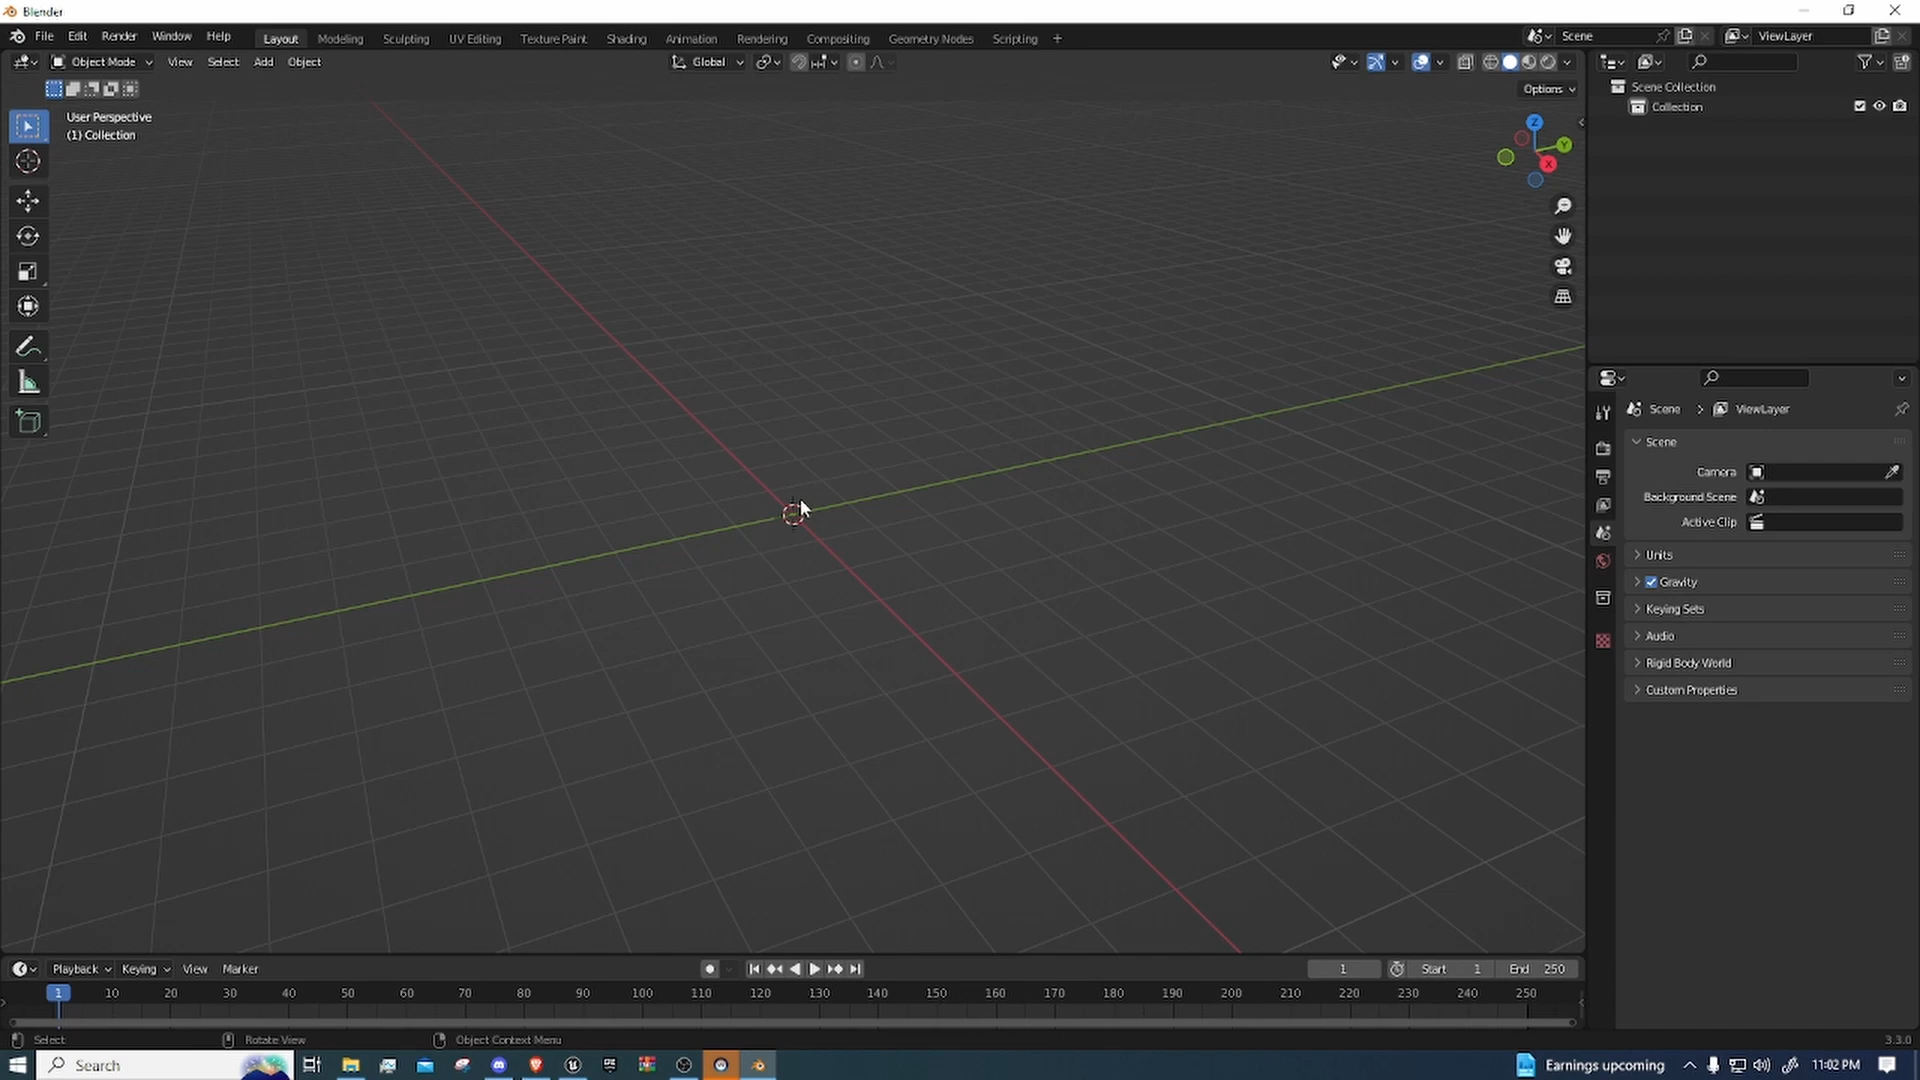 Blender
File Edit Render Window Help Layout Modeling Sculpting UV Editing Texture Paint Shading Animation Rendering Compositing Geometry Nodes Scripting + Scene ViewLayer
Object Mode View Select Add Object Global
Options
User Perspective
(1) Collection
Z
Y
X
Scene Collection
Collection
Scene > ViewLayer
Scene
Camera
Background Scene
Active Clip
Units
Gravity
Keying Sets
Audio
Rigid Body World
Custom Properties
Playback Keying View Marker 1 Start 1 End 250
1 10 20 30 40 50 60 70 80 90 100 110 120 130 140 150 160 170 180 190 200 210 220 230 240 250
Select Rotate View Object Context Menu 3.3.0
Search Earnings upcoming 11:02 PM